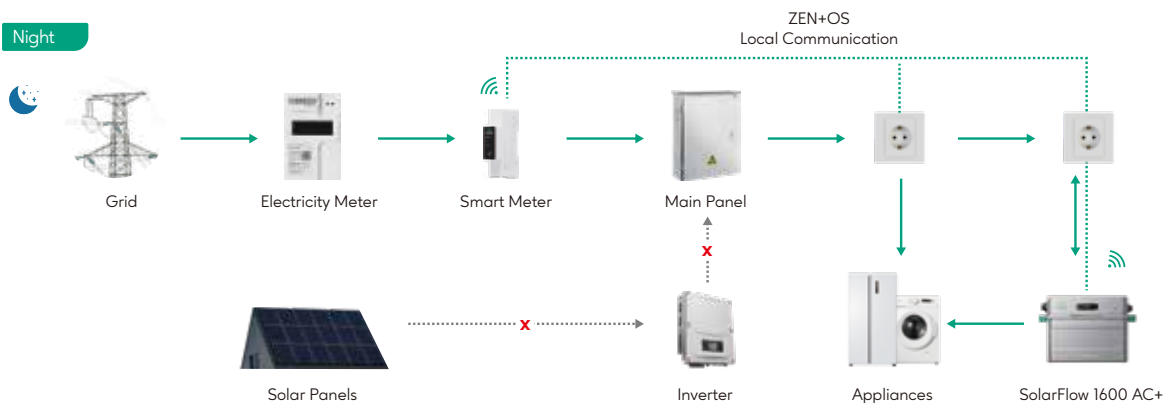 Night
ZEN+OS
Local Communication
Grid
Electricity Meter
Smart Meter
Main Panel
x
x
Solar Panels
Inverter
Appliances
SolarFlow 1600 AC+